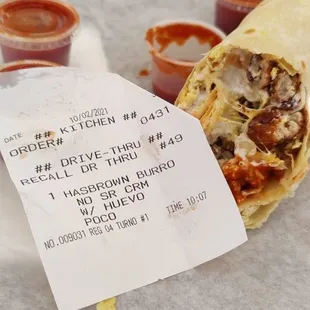 10/02/2021
DATE ## KITCHEN ## 0431
ORDER#
## DRIVE-THRU ##
RECALL DR THRU #49
1 HASBROWN BURRO
NO SR CRM
W/ HUEVO
POCO TIME 10:07
NO.009031 REG 04 TURNO #1